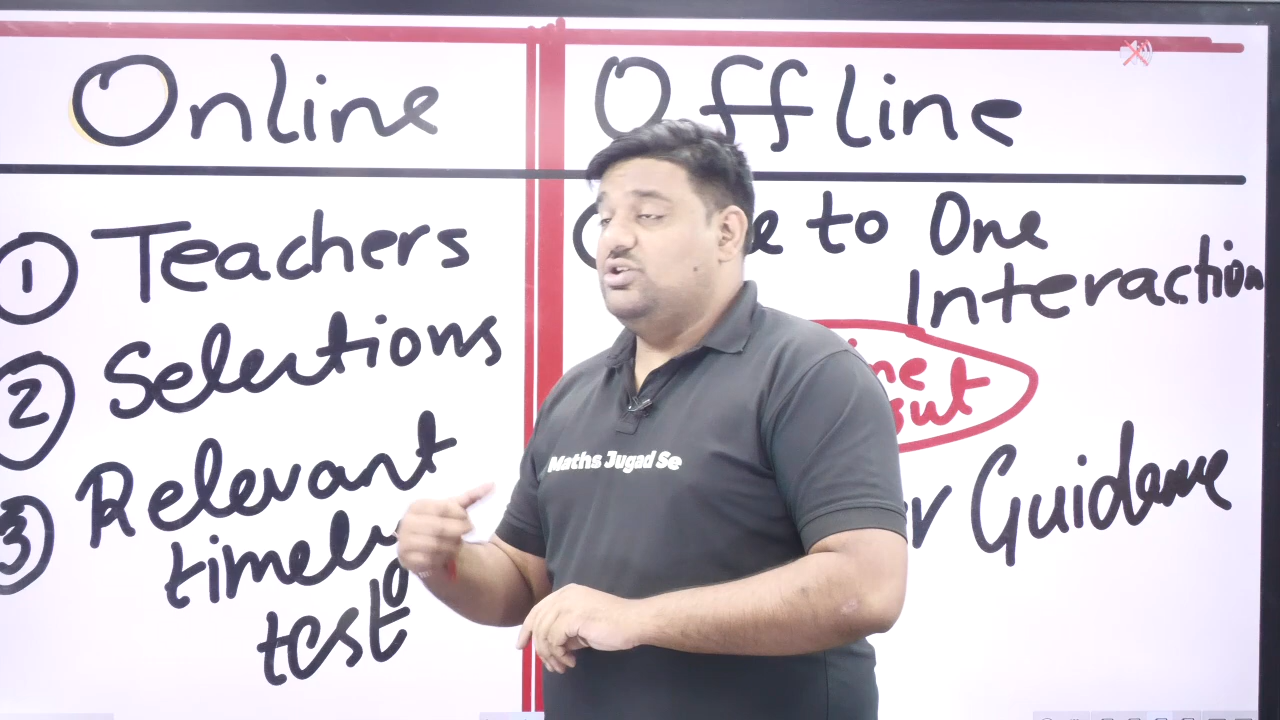 Online
Offline
① Teachers
② Selections
③ Relevant
timely
test
to One
Interaction
Guidance
Maths Jugad Se